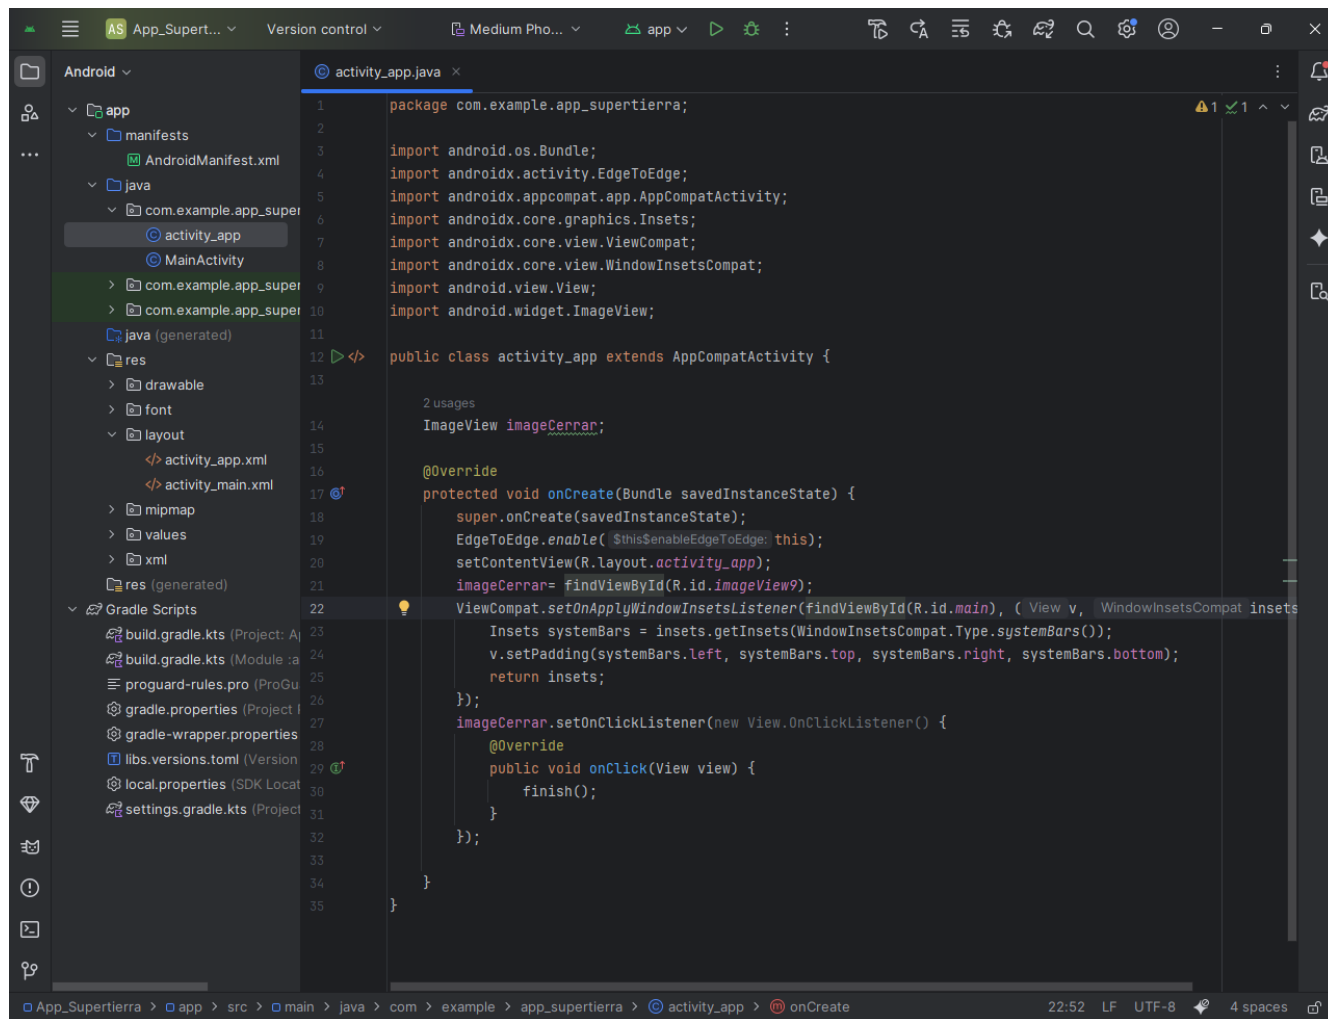 AS App_Supert... Version control Medium Pho... app
Android
activity_app.java
app
manifests
AndroidManifest.xml
java
com.example.app_super
activity_app
MainActivity
com.example.app_super
com.example.app_super
java (generated)
res
drawable
font
layout
activity_app.xml
activity_main.xml
mipmap
values
xml
res (generated)
Gradle Scripts
build.gradle.kts (Project: A
build.gradle.kts (Module :a
proguard-rules.pro (ProGu
gradle.properties (Project
gradle-wrapper.properties
libs.versions.toml (Version
local.properties (SDK Locat
settings.gradle.kts (Project
1 package com.example.app_supertierra; 1 1
2
3 import android.os.Bundle;
4 import androidx.activity.EdgeToEdge;
5 import androidx.appcompat.app.AppCompatActivity;
6 import androidx.core.graphics.Insets;
7 import androidx.core.view.ViewCompat;
8 import androidx.core.view.WindowInsetsCompat;
9 import android.view.View;
10 import android.widget.ImageView;
11
12 </> public class activity_app extends AppCompatActivity {
13
2 usages
14 ImageView imageCerrar;
15
16 @Override
17 protected void onCreate(Bundle savedInstanceState) {
18 super.onCreate(savedInstanceState);
19 EdgeToEdge.enable( $this$enableEdgeToEdge: this);
20 setContentView(R.layout.activity_app);
21 imageCerrar= findViewById(R.id.imageView9);
22 ViewCompat.setOnApplyWindowInsetsListener(findViewById(R.id.main), ( View v, WindowInsetsCompat insets
23 Insets systemBars = insets.getInsets(WindowInsetsCompat.Type.systemBars());
24 v.setPadding(systemBars.left, systemBars.top, systemBars.right, systemBars.bottom);
25 return insets;
26 });
27 imageCerrar.setOnClickListener(new View.OnClickListener() {
28 @Override
29 public void onClick(View view) {
30 finish();
31 }
32 });
33
34 }
35 }
App_Supertierra > app > src > main > java > com > example > app_supertierra > activity_app > onCreate 22:52 LF UTF-8 4 spaces